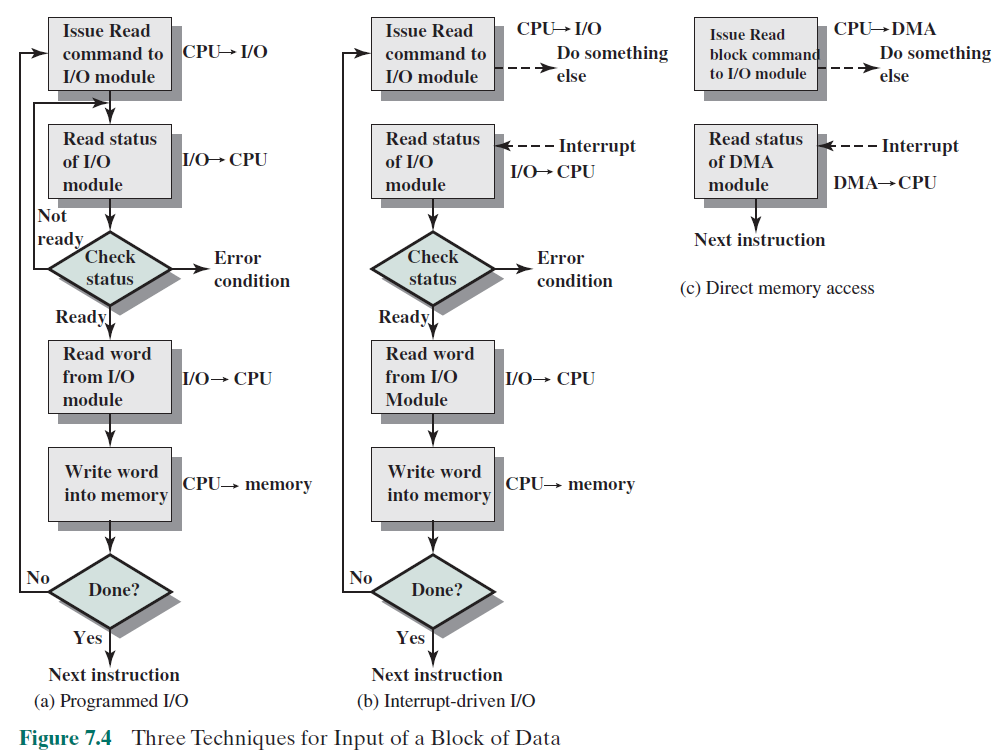 Issue Read
command to
I/O module
CPU→ I/O
Read status
of I/O
module
I/O→ CPU
Not
ready
Check
status
Error
condition
Ready
Read word
from I/O
module
I/O→ CPU
Write word
into memory
CPU→ memory
No
Done?
Yes
Next instruction
(a) Programmed I/O
Issue Read
command to
I/O module
CPU→ I/O
Do something
else
Read status
of I/O
module
Interrupt
I/O→ CPU
Check
status
Error
condition
Ready
Read word
from I/O
Module
I/O→ CPU
Write word
into memory
CPU→ memory
No
Done?
Yes
Next instruction
(b) Interrupt-driven I/O
Issue Read
block command
to I/O module
CPU→DMA
Do something
else
Read status
of DMA
module
Interrupt
DMA→CPU
Next instruction
(c) Direct memory access
Figure 7.4 Three Techniques for Input of a Block of Data